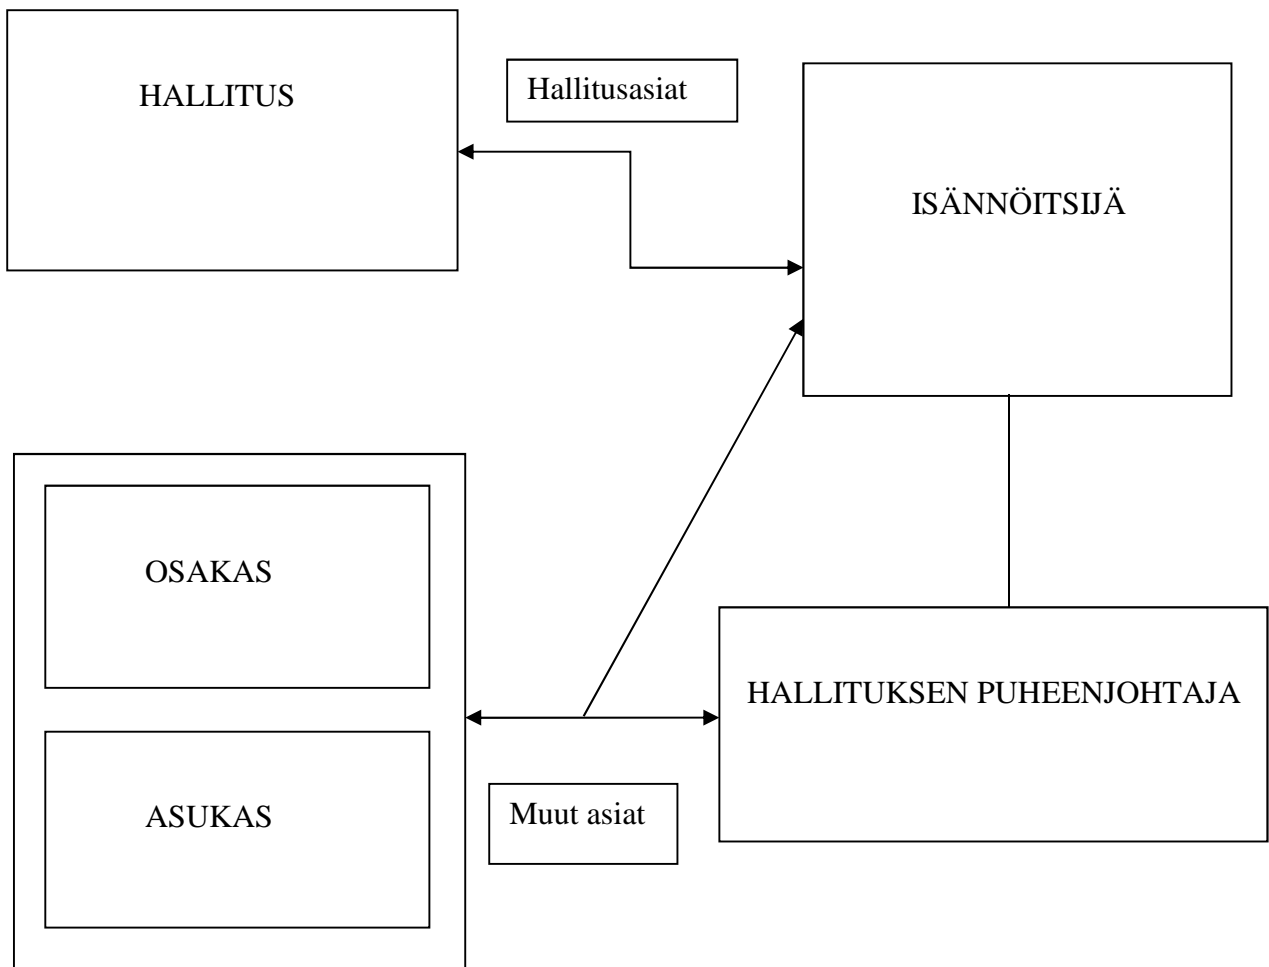 HALLITUS
Hallitusasiat
ISÄNNÖITSIJÄ
OSAKAS
HALLITUKSEN PUHEENJOHTAJA
ASUKAS
Muut asiat